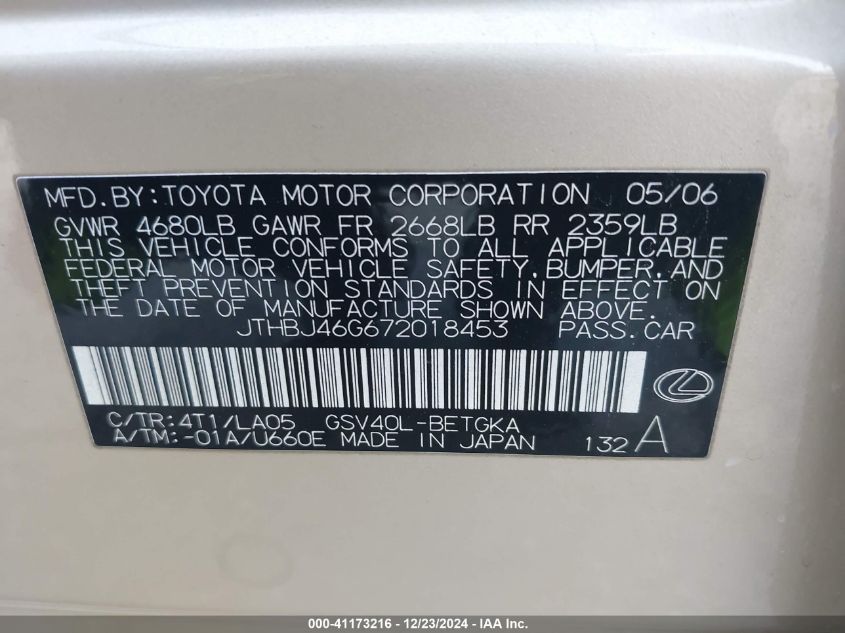 MFD.BY:TOYOTA MOTOR CORPORATION 05/06
GVWR 4680LB GAWR FR 2668LB RR 2359LB
THIS VEHICLE CONFORMS TO ALL APPLICABLE
FEDERAL MOTOR VEHICLE SAFETY,BUMPER,AND
THEFT PREVENTION STANDARDS IN EFFECT ON
THE DATE OF MANUFACTURE SHOWN ABOVE.
JTHBJ46G672018453 PASS.CAR
C/TR:4T1/LA05 GSV40L-BETGKA
A/TM:-01A/U660E MADE IN JAPAN 132 A
000-41173216 - 12/23/2024 - IAA Inc.